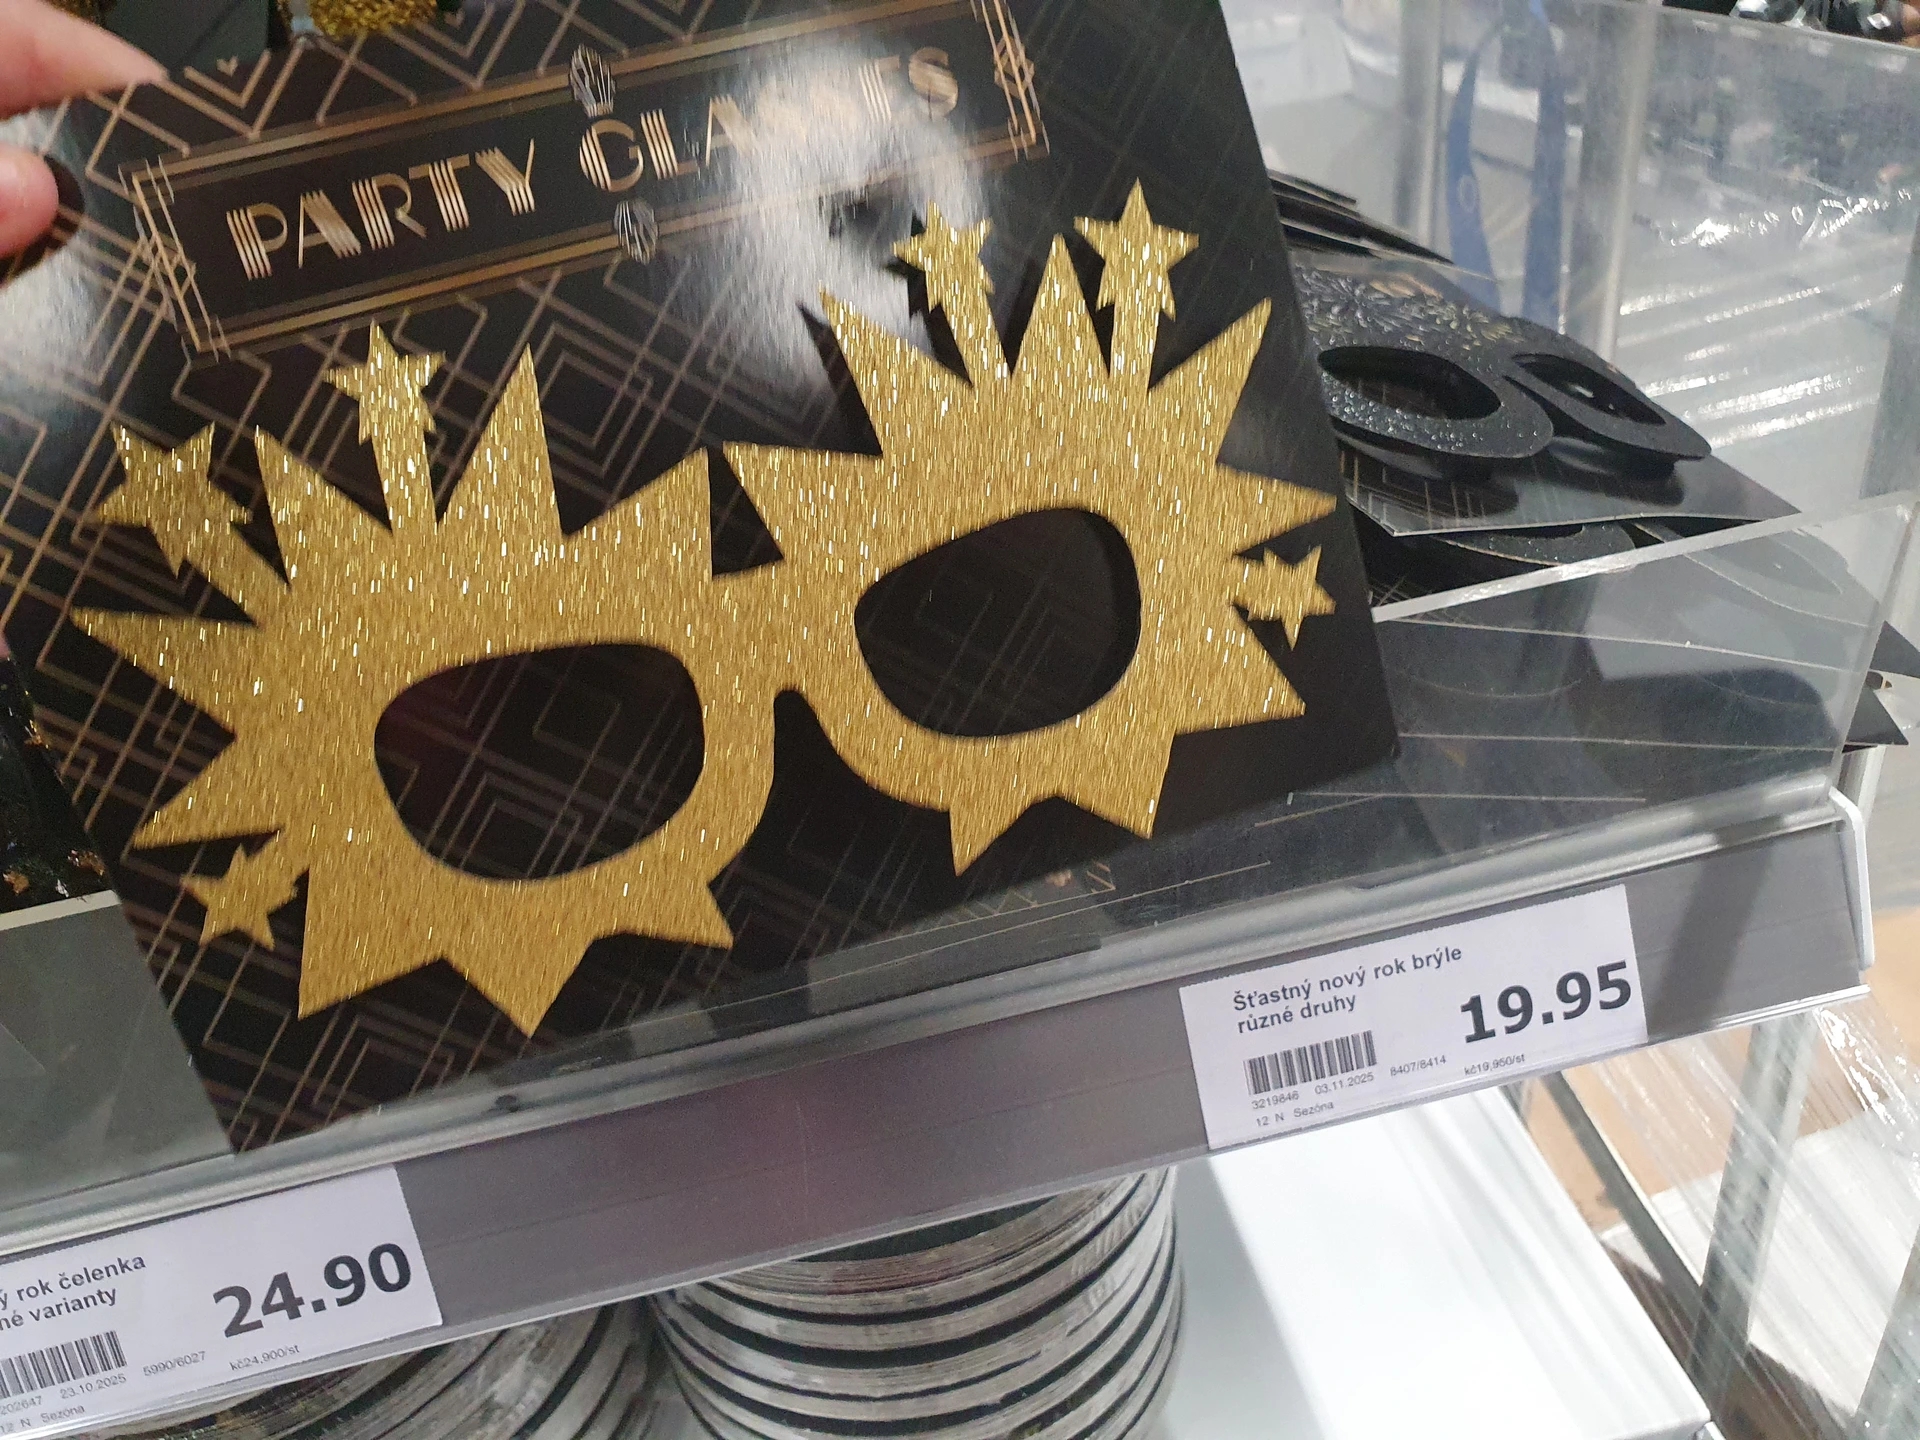 PARTY GLASSES
Šťastný nový rok brýle
různé druhy
19.95
3219846 03.11.2025 8407/8414 kč19,950/st
12 N Sezóna
ý rok čelenka
né varianty
24.90
202647 23.10.2025 5990/6027 kč24,900/st
12 N Sezóna